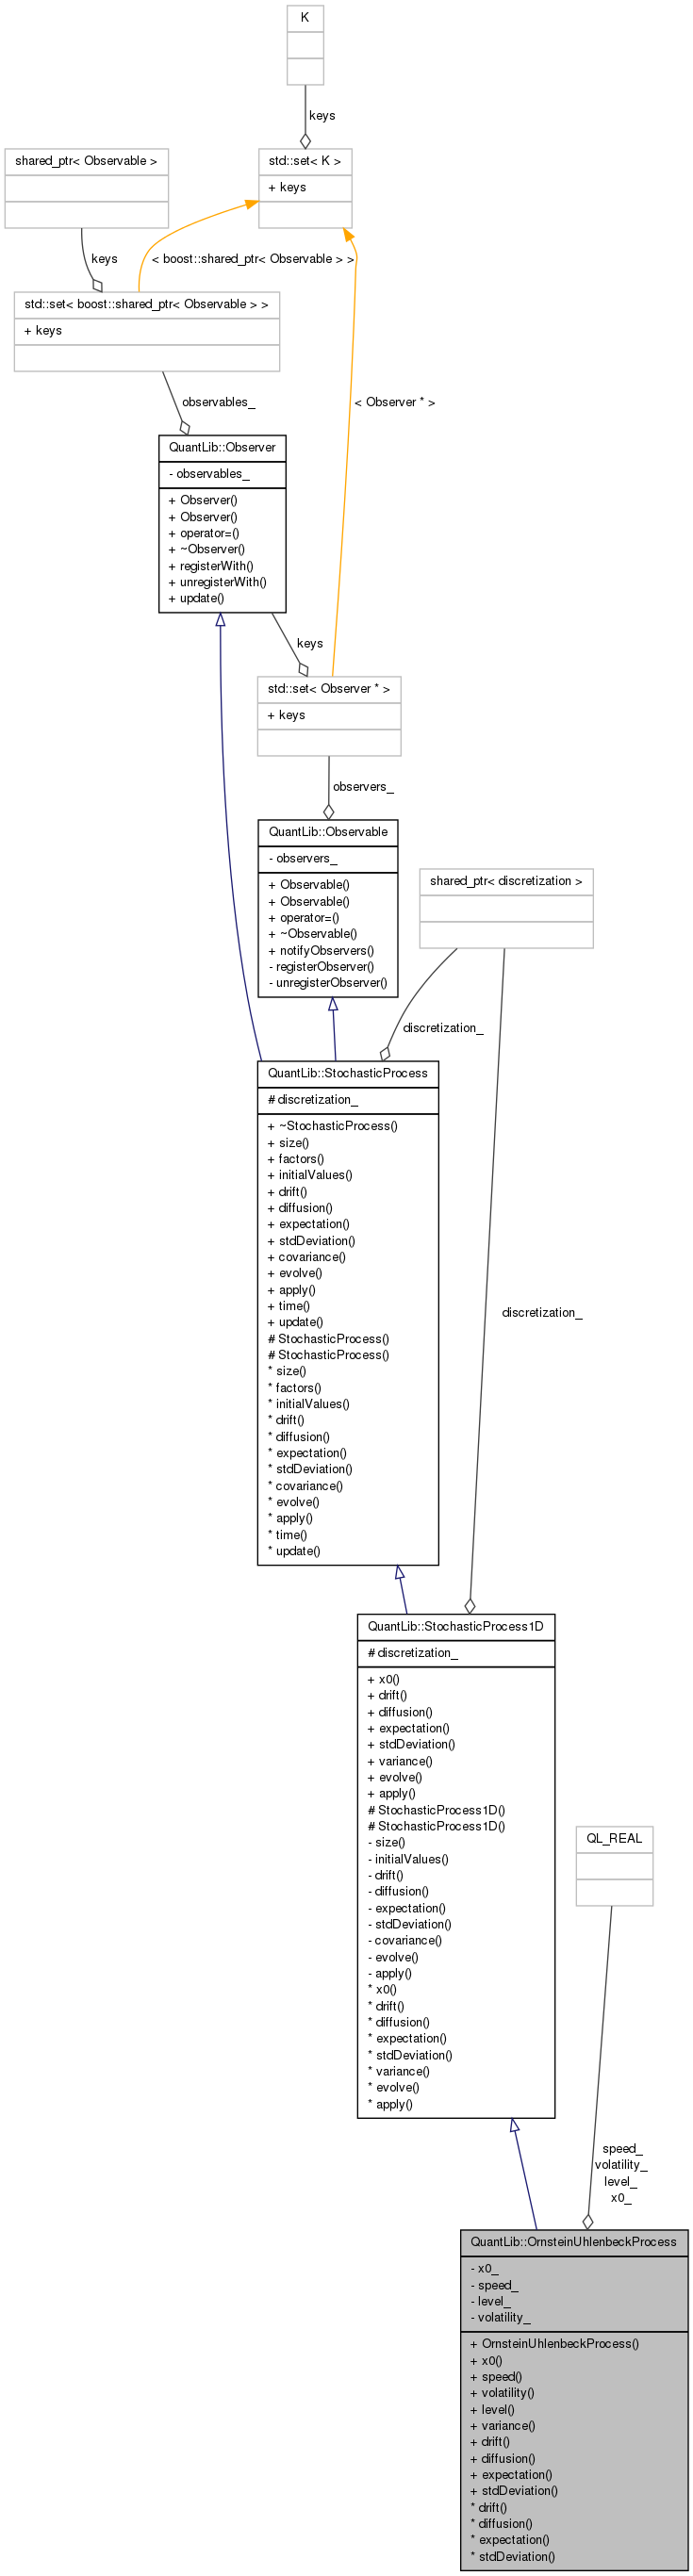 K
keys
shared_ptr< Observable >
std::set< K >
+ keys
keys
< boost::shared_ptr< Observable > >
std::set< boost::shared_ptr< Observable > >
+ keys
observables_
< Observer * >
QuantLib::Observer
- observables_
+ Observer()
+ Observer()
+ operator=()
+ ~Observer()
+ registerWith()
+ unregisterWith()
+ update()
keys
std::set< Observer * >
+ keys
observers_
QuantLib::Observable
- observers_
+ Observable()
+ Observable()
+ operator=()
+ ~Observable()
+ notifyObservers()
- registerObserver()
- unregisterObserver()
shared_ptr< discretization >
discretization_
QuantLib::StochasticProcess
# discretization_
+ ~StochasticProcess()
+ size()
+ factors()
+ initialValues()
+ drift()
+ diffusion()
+ expectation()
+ stdDeviation()
+ covariance()
+ evolve()
+ apply()
+ time()
+ update()
# StochasticProcess()
# StochasticProcess()
* size()
* factors()
* initialValues()
* drift()
* diffusion()
* expectation()
* stdDeviation()
* covariance()
* evolve()
* apply()
* time()
* update()
discretization_
QuantLib::StochasticProcess1D
# discretization_
+ x0()
+ drift()
+ diffusion()
+ expectation()
+ stdDeviation()
+ variance()
+ evolve()
+ apply()
# StochasticProcess1D()
# StochasticProcess1D()
- size()
- initialValues()
- drift()
- diffusion()
- expectation()
- stdDeviation()
- covariance()
- evolve()
- apply()
* x0()
* drift()
* diffusion()
* expectation()
* stdDeviation()
* variance()
* evolve()
* apply()
QL_REAL
speed_
volatility_
level_
x0_
QuantLib::OrnsteinUhlenbeckProcess
- x0_
- speed_
- level_
- volatility_
+ OrnsteinUhlenbeckProcess()
+ x0()
+ speed()
+ volatility()
+ level()
+ variance()
+ drift()
+ diffusion()
+ expectation()
+ stdDeviation()
* drift()
* diffusion()
* expectation()
* stdDeviation()